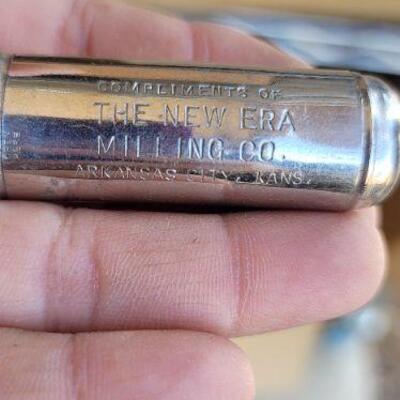 COMPLIMENTS OF
THE NEW ERA
MILLING CO.
ARKANSAS CITY, KANS.